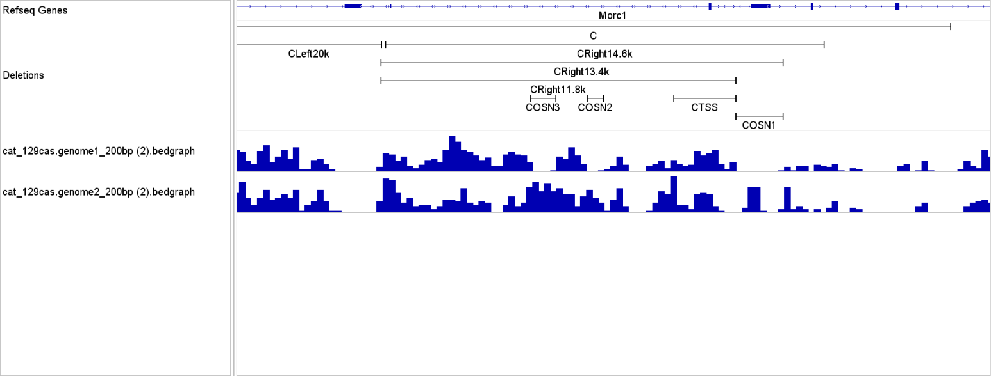 Refseq Genes
Morc1
C
CLeft20k
CRight14.6k
Deletions
CRight13.4k
CRight11.8k
COSN3
COSN2
CTSS
COSN1
cat_129cas.genome1_200bp (2).bedgraph
cat_129cas.genome2_200bp (2).bedgraph